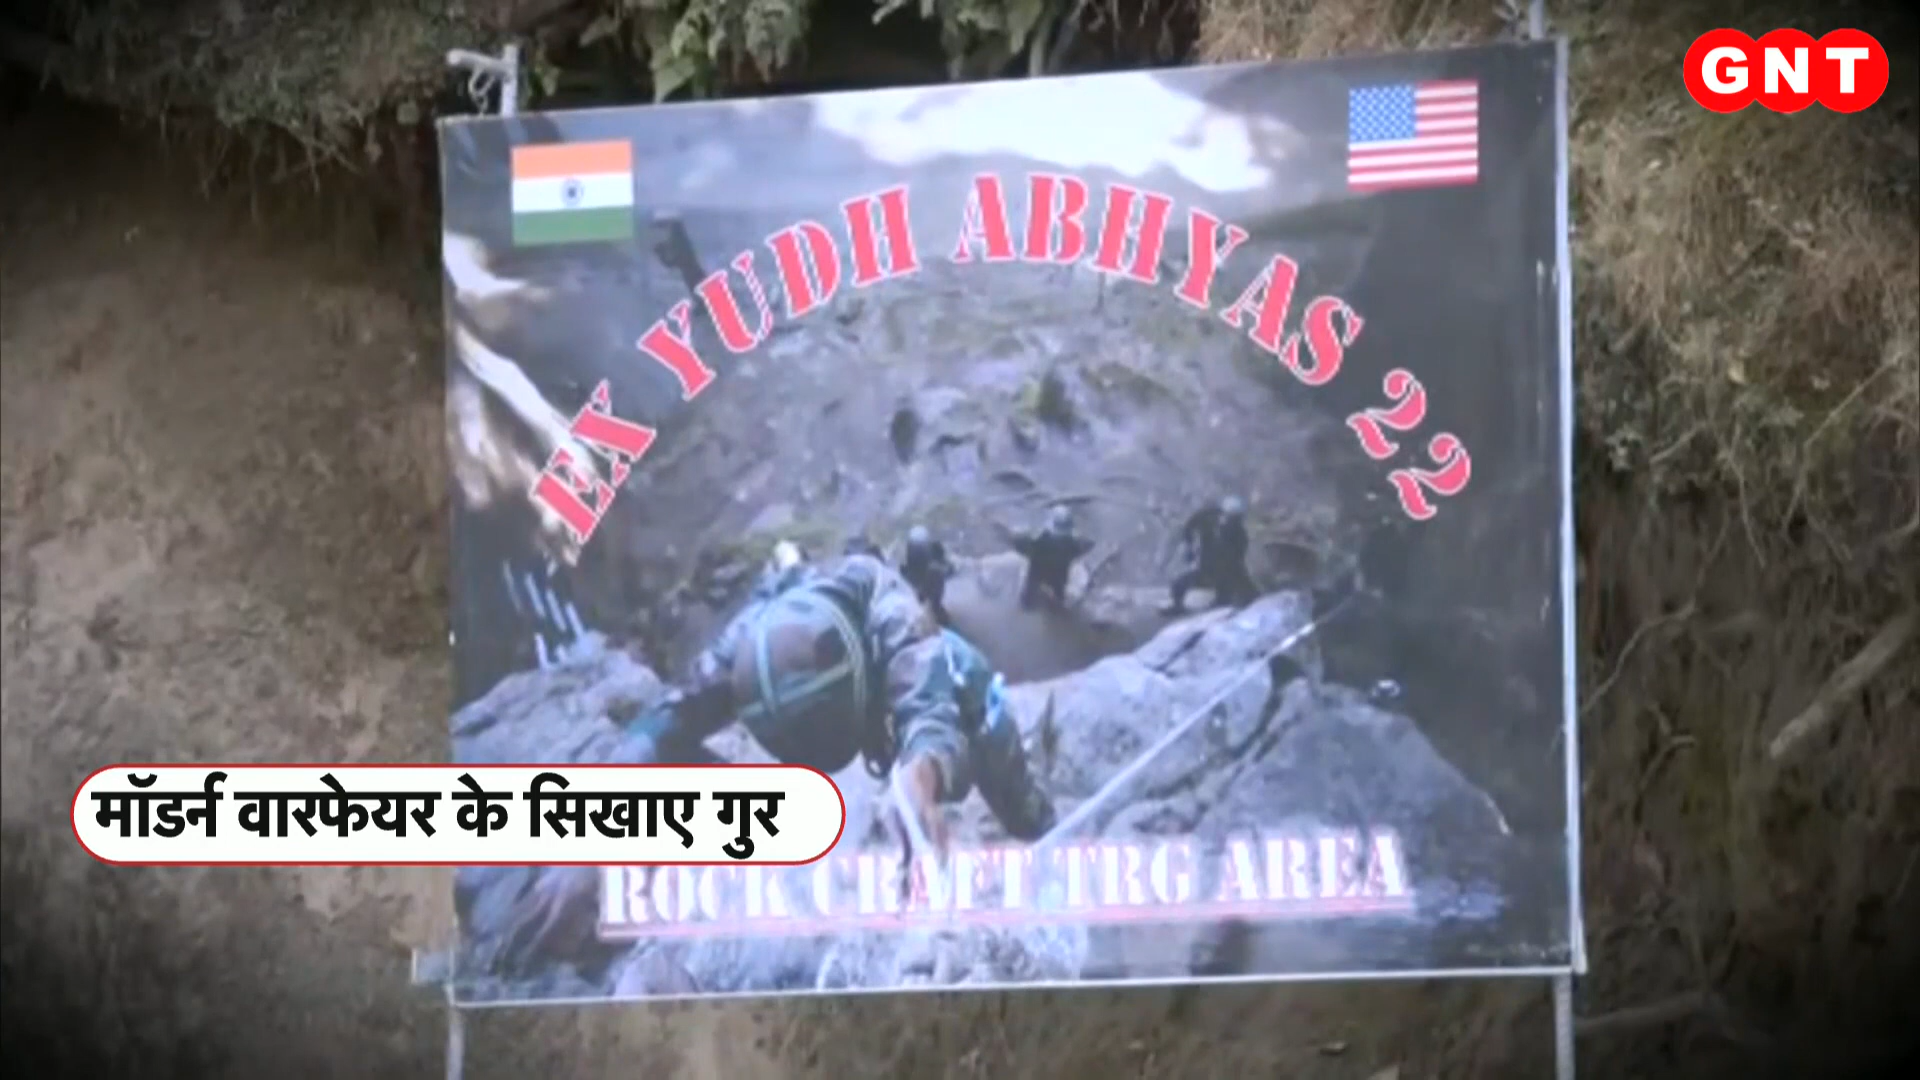 GNT
EX YUDH ABHYAS 22
मॉडर्न वारफेयर के सिखाए गुर
ROCK CRAFT TRG AREA